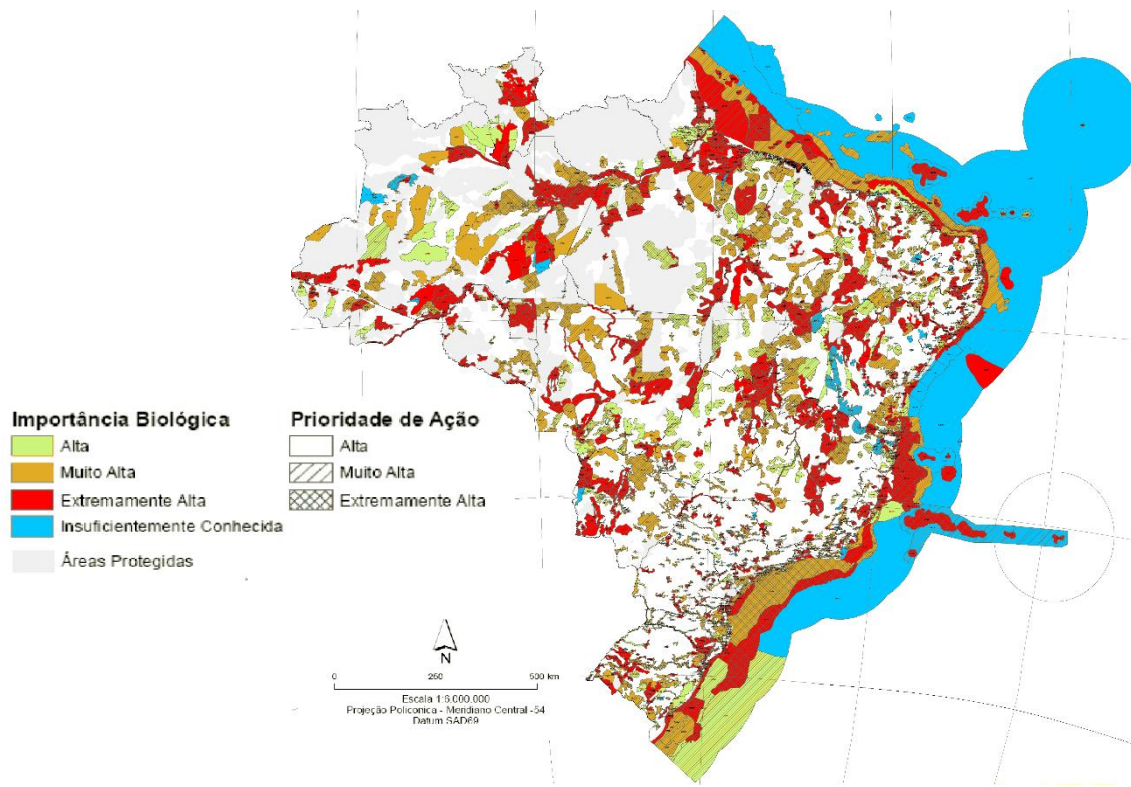 Importância Biológica
Alta
Muito Alta
Extremamente Alta
Insuficientemente Conhecida
Áreas Protegidas
Prioridade de Ação
Alta
Muito Alta
Extremamente Alta
N
0 250 500 km
Escala 1:6.000.000
Projeção Policonica - Meridiano Central -54
Datum SAD69